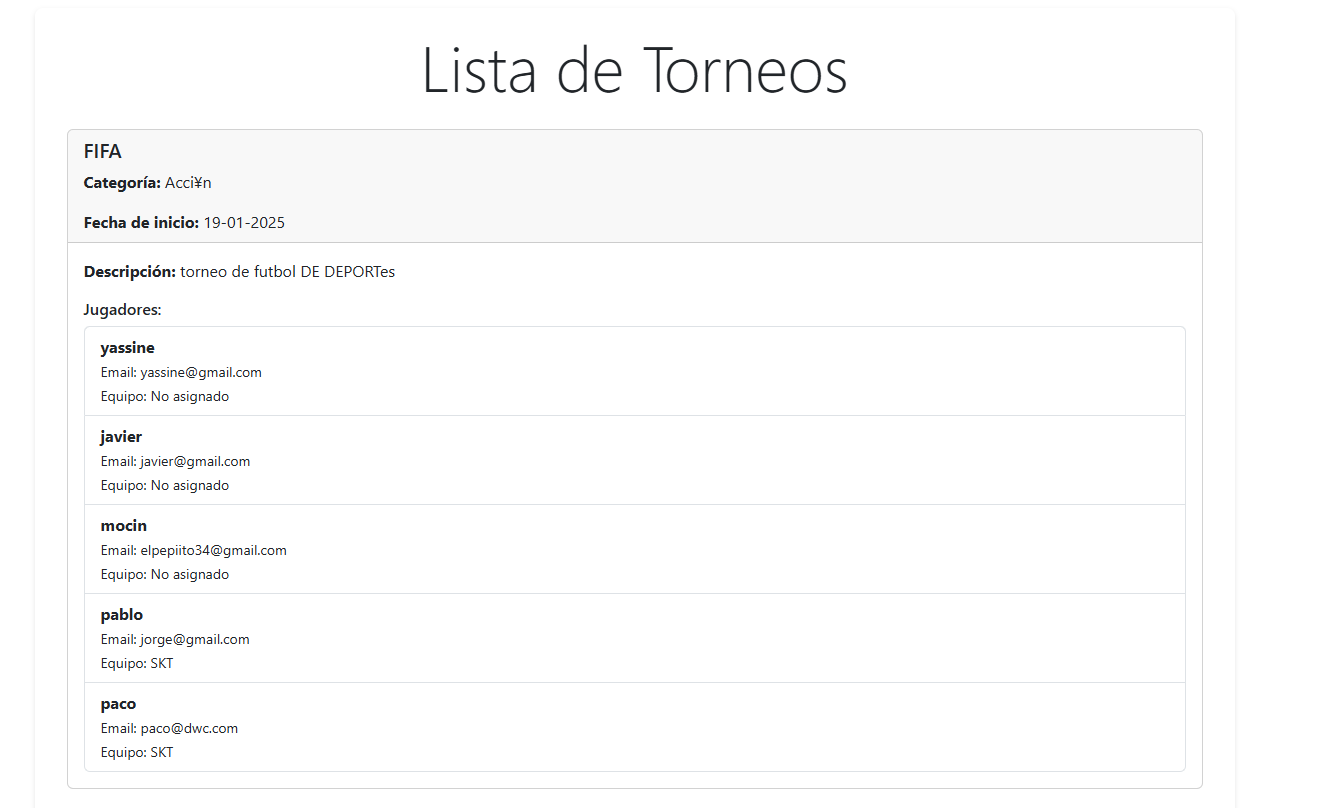 Lista de Torneos
FIFA
Categoría: Acci¥n
Fecha de inicio: 19-01-2025
Descripción: torneo de futbol DE DEPORTes
Jugadores:
yassine
Email: yassine@gmail.com
Equipo: No asignado
javier
Email: javier@gmail.com
Equipo: No asignado
mocin
Email: elpepiito34@gmail.com
Equipo: No asignado
pablo
Email: jorge@gmail.com
Equipo: SKT
paco
Email: paco@dwc.com
Equipo: SKT